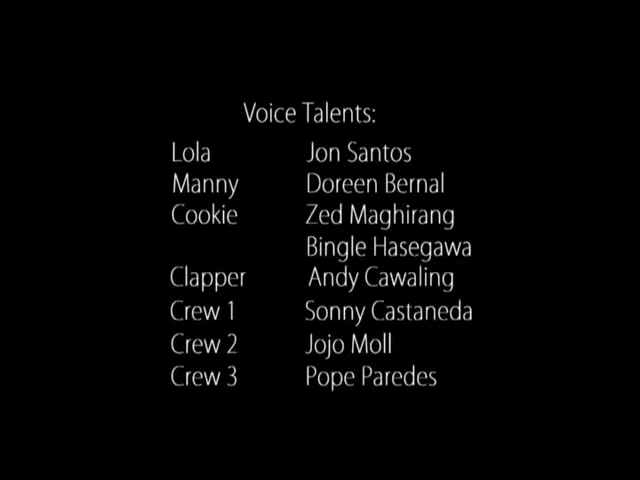 Voice Talents:
Lola Jon Santos
Manny Doreen Bernal
Cookie Zed Maghirang
Bingle Hasegawa
Clapper Andy Cawaling
Crew 1 Sonny Castaneda
Crew 2 Jojo Moll
Crew 3 Pope Paredes